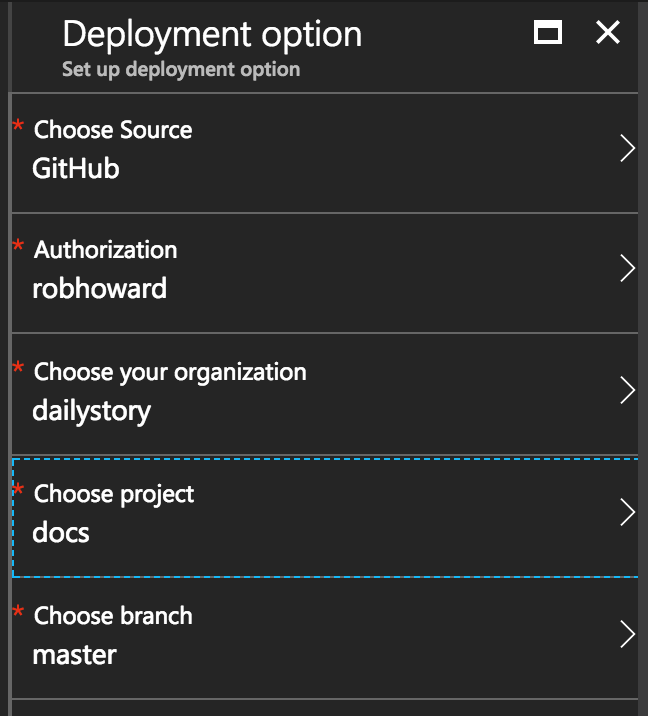 Deployment option
Set up deployment option
* Choose Source
GitHub
* Authorization
robhoward
* Choose your organization
dailystory
* Choose project
docs
* Choose branch
master